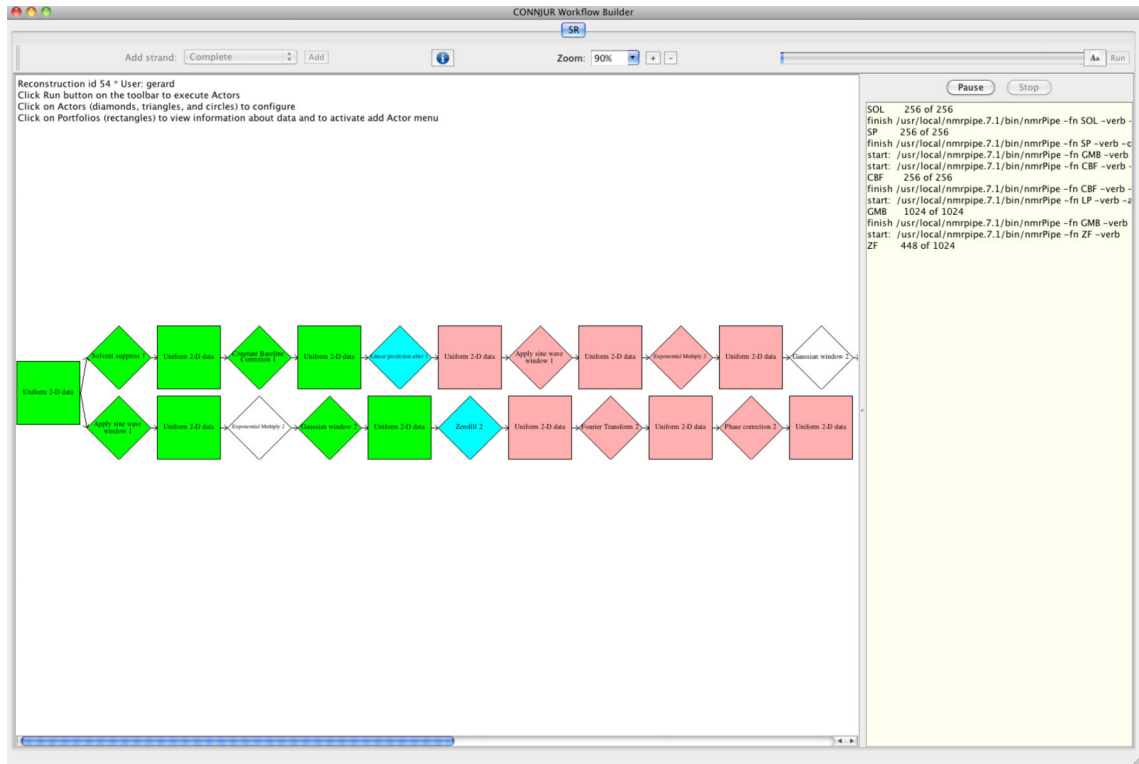 CONNJUR Workflow Builder
SR
Add strand: Complete Add Zoom: 90% + - Aa Run
Reconstruction id 54 * User: gerard
Click Run button on the toolbar to execute Actors
Click on Actors (diamonds, triangles, and circles) to configure
Click on Portfolios (rectangles) to view information about data and to activate add Actor menu
Pause Stop
SOL 256 of 256
finish /usr/local/nmrpipe.7.1/bin/nmrPipe -fn SOL -verb -
SP 256 of 256
finish /usr/local/nmrpipe.7.1/bin/nmrPipe -fn SP -verb -o
start: /usr/local/nmrpipe.7.1/bin/nmrPipe -fn GMB -verb
start: /usr/local/nmrpipe.7.1/bin/nmrPipe -fn CBF -verb -
CBF 256 of 256
finish /usr/local/nmrpipe.7.1/bin/nmrPipe -fn CBF -verb -
start: /usr/local/nmrpipe.7.1/bin/nmrPipe -fn LP -verb -a
GMB 1024 of 1024
finish /usr/local/nmrpipe.7.1/bin/nmrPipe -fn GMB -verb
start: /usr/local/nmrpipe.7.1/bin/nmrPipe -fn ZF -verb
ZF 448 of 1024
Uniform 2-D data
Solvent suppress 1
Uniform 2-D data
Constant Baseline
Correction 1
Uniform 2-D data
Linear prediction after 1
Uniform 2-D data
Apply sine wave
window 1
Uniform 2-D data
Exponential Multiply 2
Uniform 2-D data
Gaussian window 2
Apply sine wave
window 1
Uniform 2-D data
Exponential Multiply 2
Gaussian window 2
Uniform 2-D data
Zerofill 2
Uniform 2-D data
Fourier Transform 2
Uniform 2-D data
Phase correction 2
Uniform 2-D data